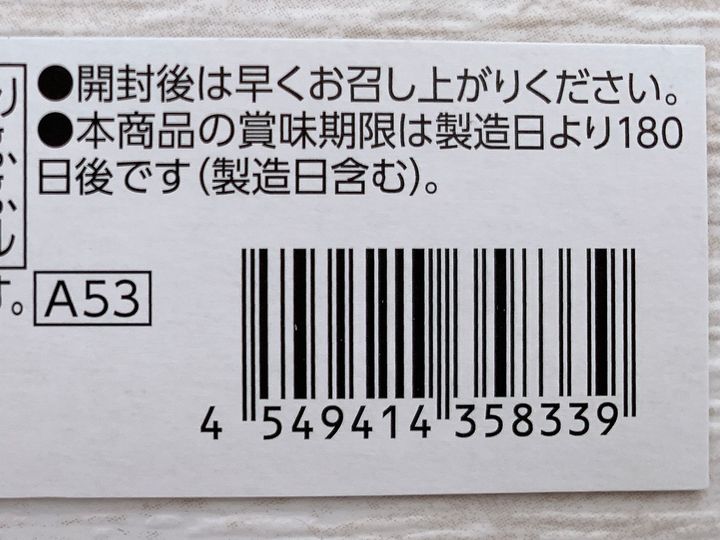 ●開封後は早くお召し上がりください。
●本商品の賞味期限は製造日より180
日後です(製造日含む)。
す。
A53
4 549414 358339